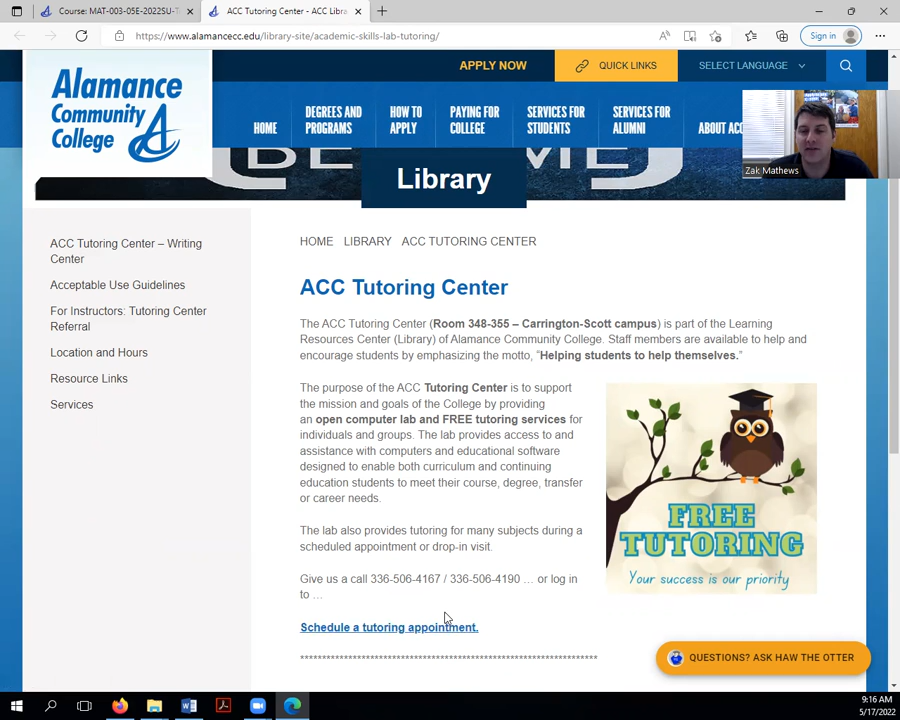 Course: MAT-003-05E-2022SU-
ACC Tutoring Center - ACC Libra
https://www.alamancecc.edu/library-site/academic-skills-lab-tutoring/
Sign in
APPLY NOW
QUICK LINKS
SELECT LANGUAGE
Alamance
Community
College
HOME
DEGREES AND
PROGRAMS
HOW TO
APPLY
PAYING FOR
COLLEGE
SERVICES FOR
STUDENTS
SERVICES FOR
ALUMNI
ABOUT ACC
Zak Mathews
Library
ACC Tutoring Center – Writing
Center
Acceptable Use Guidelines
For Instructors: Tutoring Center
Referral
Location and Hours
Resource Links
Services
HOME LIBRARY ACC TUTORING CENTER
ACC Tutoring Center
The ACC Tutoring Center (Room 348-355 – Carrington-Scott campus) is part of the Learning
Resources Center (Library) of Alamance Community College. Staff members are available to help and
encourage students by emphasizing the motto, “Helping students to help themselves.”
The purpose of the ACC Tutoring Center is to support
the mission and goals of the College by providing
an open computer lab and FREE tutoring services for
individuals and groups. The lab provides access to and
assistance with computers and educational software
designed to enable both curriculum and continuing
education students to meet their course, degree, transfer
or career needs.
The lab also provides tutoring for many subjects during a
scheduled appointment or drop-in visit.
Give us a call 336-506-4167 / 336-506-4190 … or log in
to …
Schedule a tutoring appointment.
FREE
TUTORING
Your success is our priority
QUESTIONS? ASK HAW THE OTTER
9:16 AM
5/17/2022